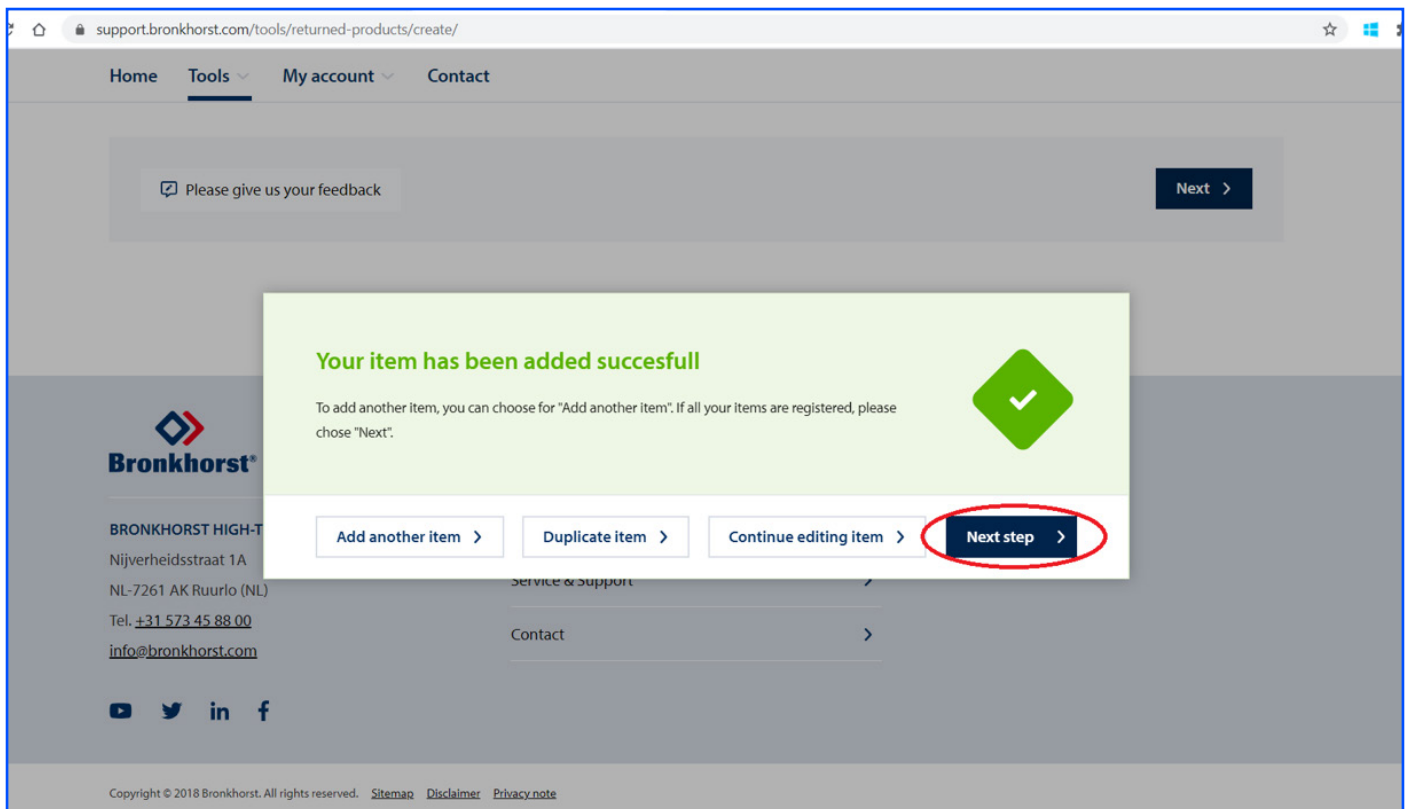 support.bronkhorst.com/tools/returned-products/create/
Home Tools My account Contact
Please give us your feedback
Next
Your item has been added succesfull
To add another item, you can choose for "Add another item". If all your items are registered, please
chose "Next".
Add another item
Duplicate item
Continue editing item
Next step
Bronkhorst®
BRONKHORST HIGH-T
Nijverheidsstraat 1A
NL-7261 AK Ruurlo (NL)
Tel. +31 573 45 88 00
info@bronkhorst.com
Service & Support
Contact
in f
Copyright © 2018 Bronkhorst. All rights reserved. Sitemap Disclaimer Privacy note